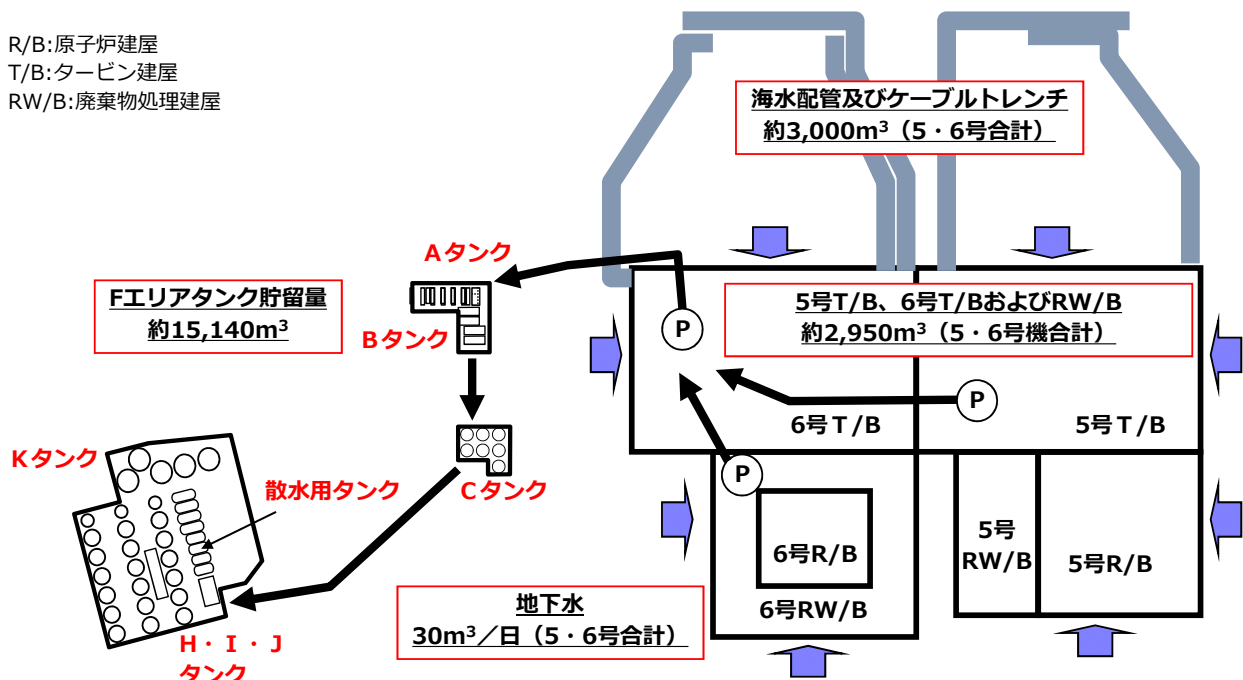 R/B:原子炉建屋
T/B:タービン建屋
RW/B:廃棄物処理建屋
海水配管及びケーブルトレンチ
約3,000m³（5・6号合計）
Aタンク
Fエリアタンク貯留量
約15,140m³
Bタンク
5号T/B、6号T/BおよびRW/B
約2,950m³（5・6号機合計）
P
P
6号T/B
5号T/B
Kタンク
P
散水用タンク
Cタンク
6号R/B
5号
RW/B
5号R/B
地下水
30m³／日（5・6号合計）
6号RW/B
H・I・J
タンク